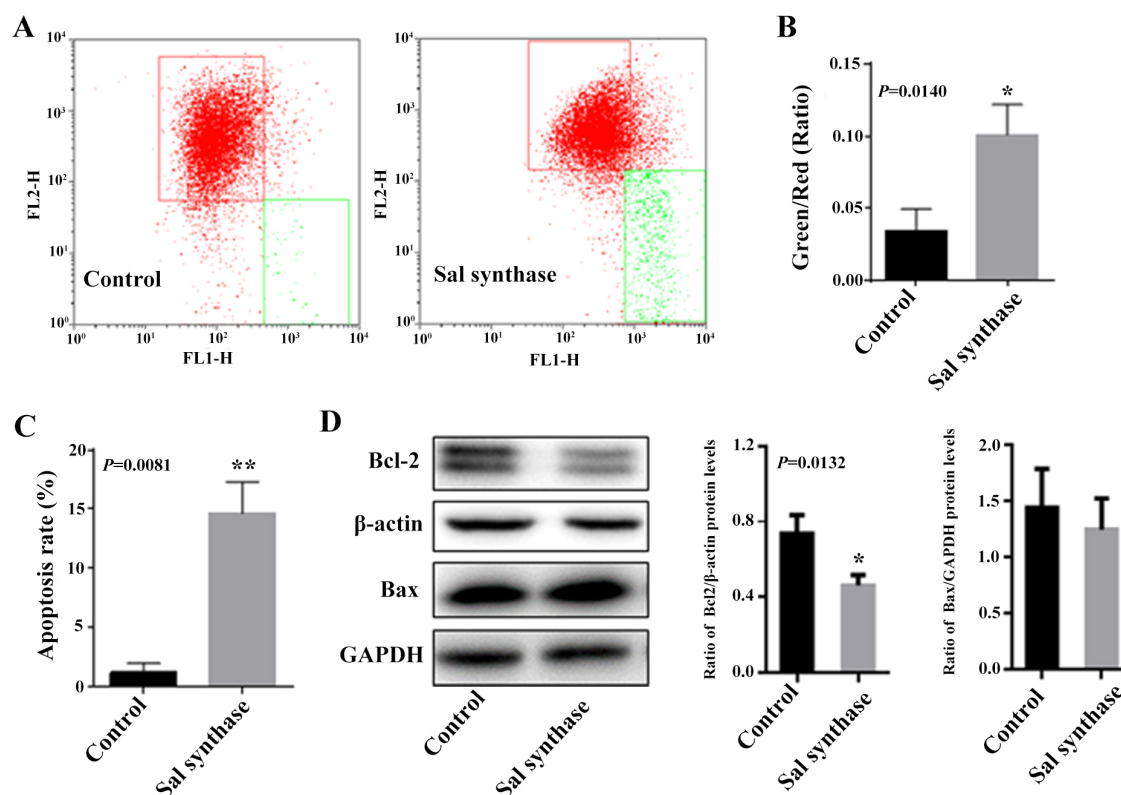 A
10⁴
10³
10²
10¹
10⁰
FL2-H
Control
10⁰ 10¹ 10² 10³ 10⁴
FL1-H
10⁴
10³
10²
10¹
10⁰
FL2-H
Sal synthase
10⁰ 10¹ 10² 10³ 10⁴
FL1-H
B
Green/Red (Ratio)
0.15
0.10
0.05
0.00
P=0.0140
*
Control
Sal synthase
C
Apoptosis rate (%)
20
15
10
5
0
P=0.0081
**
Control
Sal synthase
D
Bcl-2
β-actin
Bax
GAPDH
Control
Sal synthase
Ratio of Bcl2/β-actin protein levels
1.2
0.8
0.4
0.0
P=0.0132
*
Control
Sal synthase
Ratio of Bax/GAPDH protein levels
2.0
1.5
1.0
0.5
0.0
Control
Sal synthase